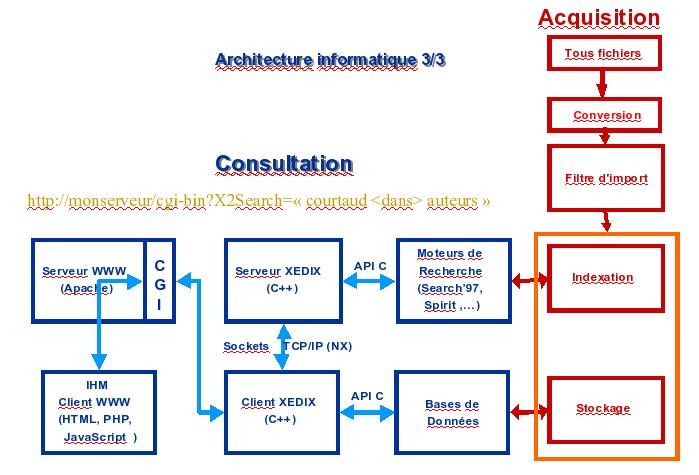 Acquisition
Architecture informatique 3/3
Tous fichiers
Conversion
Consultation
Filtre d'import
http://monserveur/cgi-bin?X2Search=« courtaud <dans> auteurs »
Serveur WWW
(Apache)
C
G
I
Serveur XEDIX
(C++)
API C
Moteurs de
Recherche
(Search'97,
Spirit ,...)
Indexation
Sockets TCP/IP (NX)
IHM
Client WWW
(HTML, PHP,
JavaScript )
Client XEDIX
(C++)
API C
Bases de
Données
Stockage